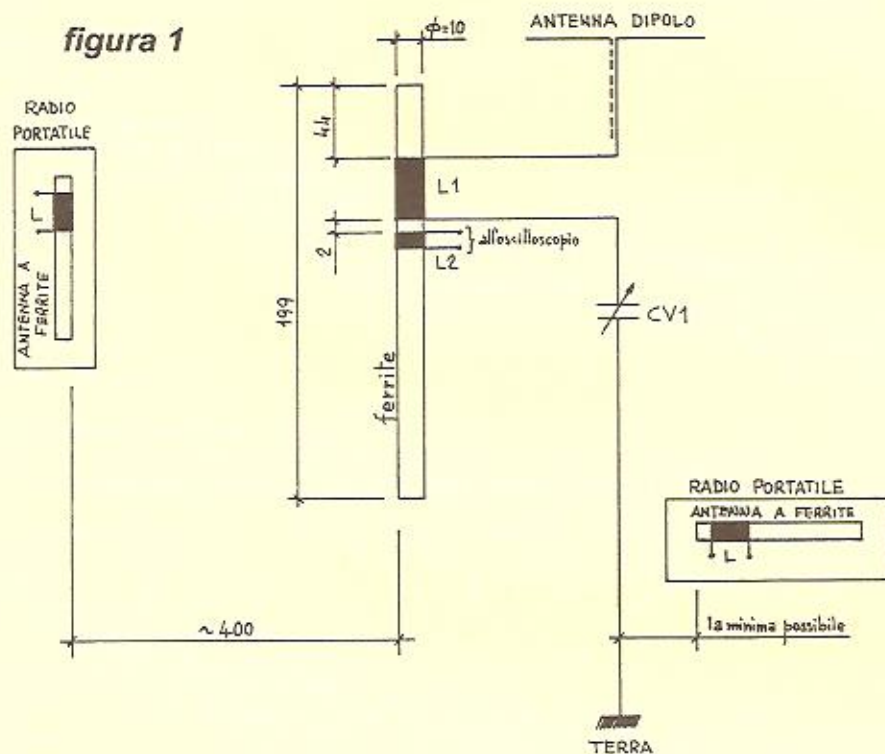 figura 1
ϕ=10
ANTENNA DIPOLO
RADIO
PORTATILE
44
L
ANTENNA A
FERRITE
L1
2
} all'oscilloscopio
L2
199
ferrite
CV1
RADIO PORTATILE
ANTENNA A FERRITE
L
~400
la minima possibile
TERRA